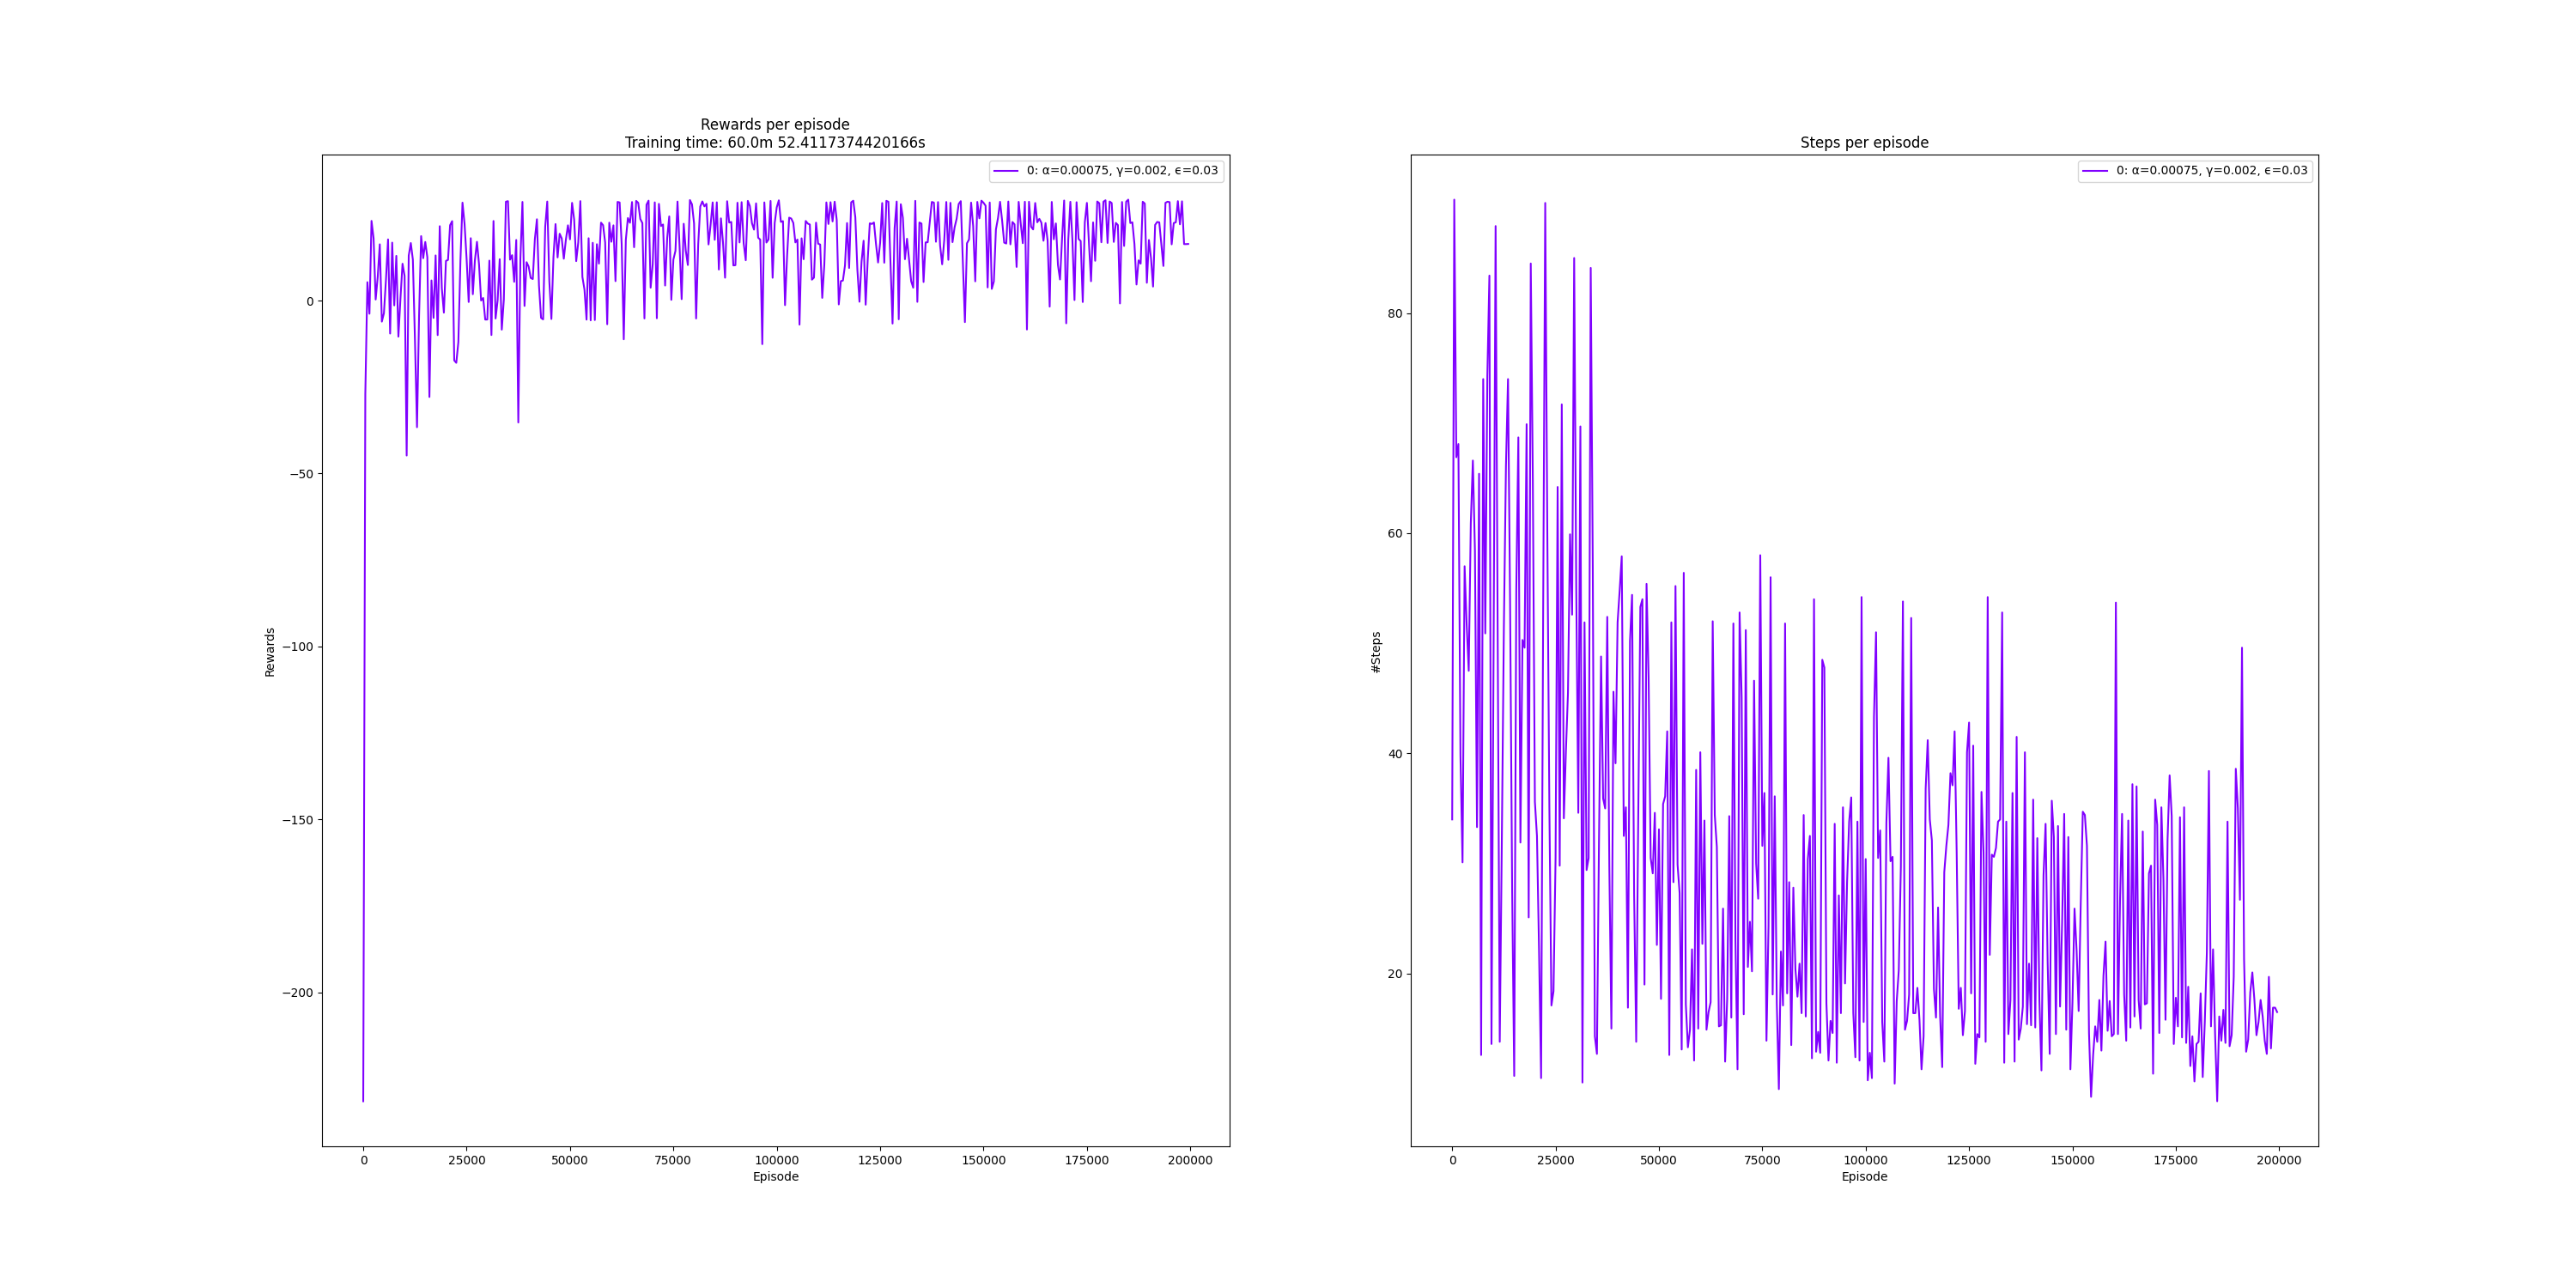 Rewards per episode
Training time: 60.0m 52.4117374420166s
0: α=0.00075, γ=0.002, ϵ=0.03
0
−50
−100
−150
−200
Rewards
0 25000 50000 75000 100000 125000 150000 175000 200000
Episode
Steps per episode
0: α=0.00075, γ=0.002, ϵ=0.03
80
60
40
20
#Steps
0 25000 50000 75000 100000 125000 150000 175000 200000
Episode